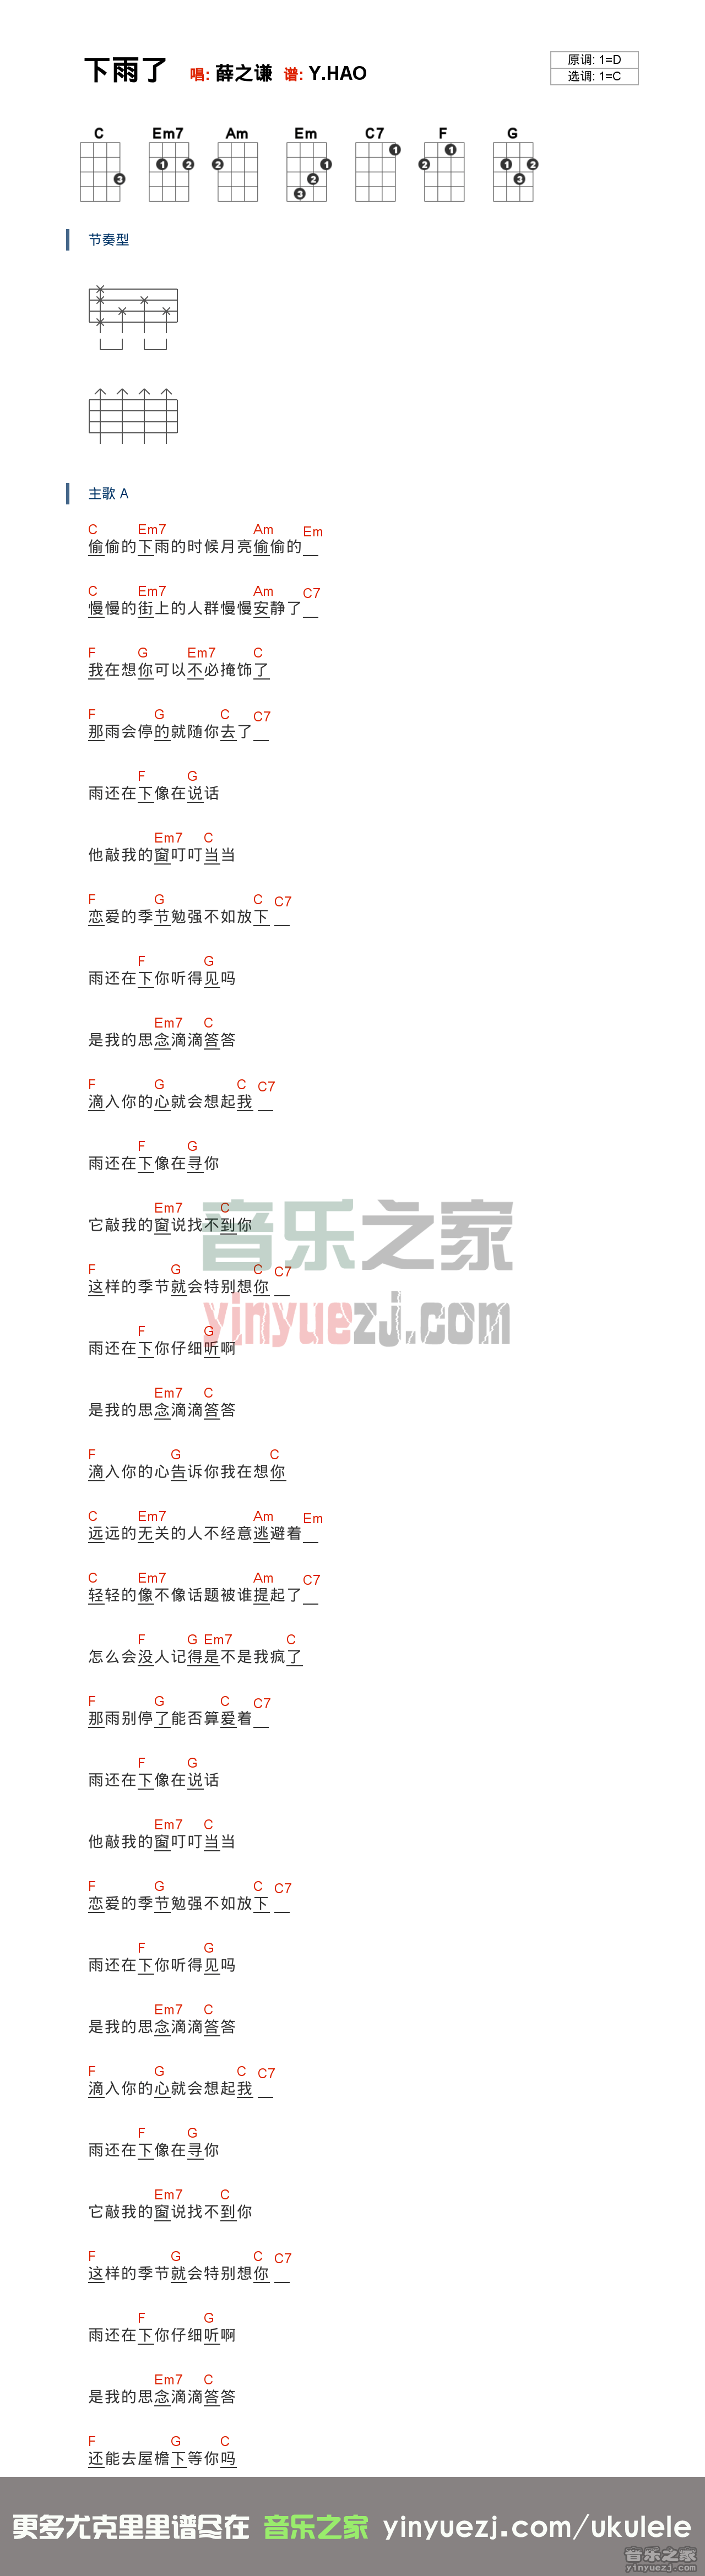 下雨了 唱: 薛之谦 谱: Y.HAO
原调: 1=D
选调: 1=C
C Em7 Am Em C7 F G
3 1 2 2 1 2 3 1 2 1 1 2 3
节奏型
主歌 A
C Em7 Am Em
偷偷的下雨的时候月亮偷偷的
C Em7 Am C7
慢慢的街上的人群慢慢安静了
F G Em7 C
我在想你可以不必掩饰了
F G C C7
那雨会停的就随你去了
F G
雨还在下像在说话
Em7 C
他敲我的窗叮叮当当
F G C C7
恋爱的季节勉强不如放下
F G
雨还在下你听得见吗
Em7 C
是我的思念滴滴答答
F G C C7
滴入你的心就会想起我
F G
雨还在下像在寻你
Em7 C
它敲我的窗说找不到你
F G C C7
这样的季节就会特别想你
F G
雨还在下你仔细听啊
Em7 C
是我的思念滴滴答答
F G C
滴入你的心告诉你我在想你
C Em7 Am Em
远远的无关的人不经意逃避着
C Em7 Am C7
轻轻的像不像话题被谁提起了
F G Em7 C
怎么会没人记得是不是我疯了
F G C C7
那雨别停了能否算爱着
F G
雨还在下像在说话
Em7 C
他敲我的窗叮叮当当
F G C C7
恋爱的季节勉强不如放下
F G
雨还在下你听得见吗
Em7 C
是我的思念滴滴答答
F G C C7
滴入你的心就会想起我
F G
雨还在下像在寻你
Em7 C
它敲我的窗说找不到你
F G C C7
这样的季节就会特别想你
F G
雨还在下你仔细听啊
Em7 C
是我的思念滴滴答答
F G C
还能去屋檐下等你吗
音乐之家
yinyuezj.com
更多尤克里里谱尽在 音乐之家 yinyuezj.com/ukulele
音乐之家
yinyuezj.com